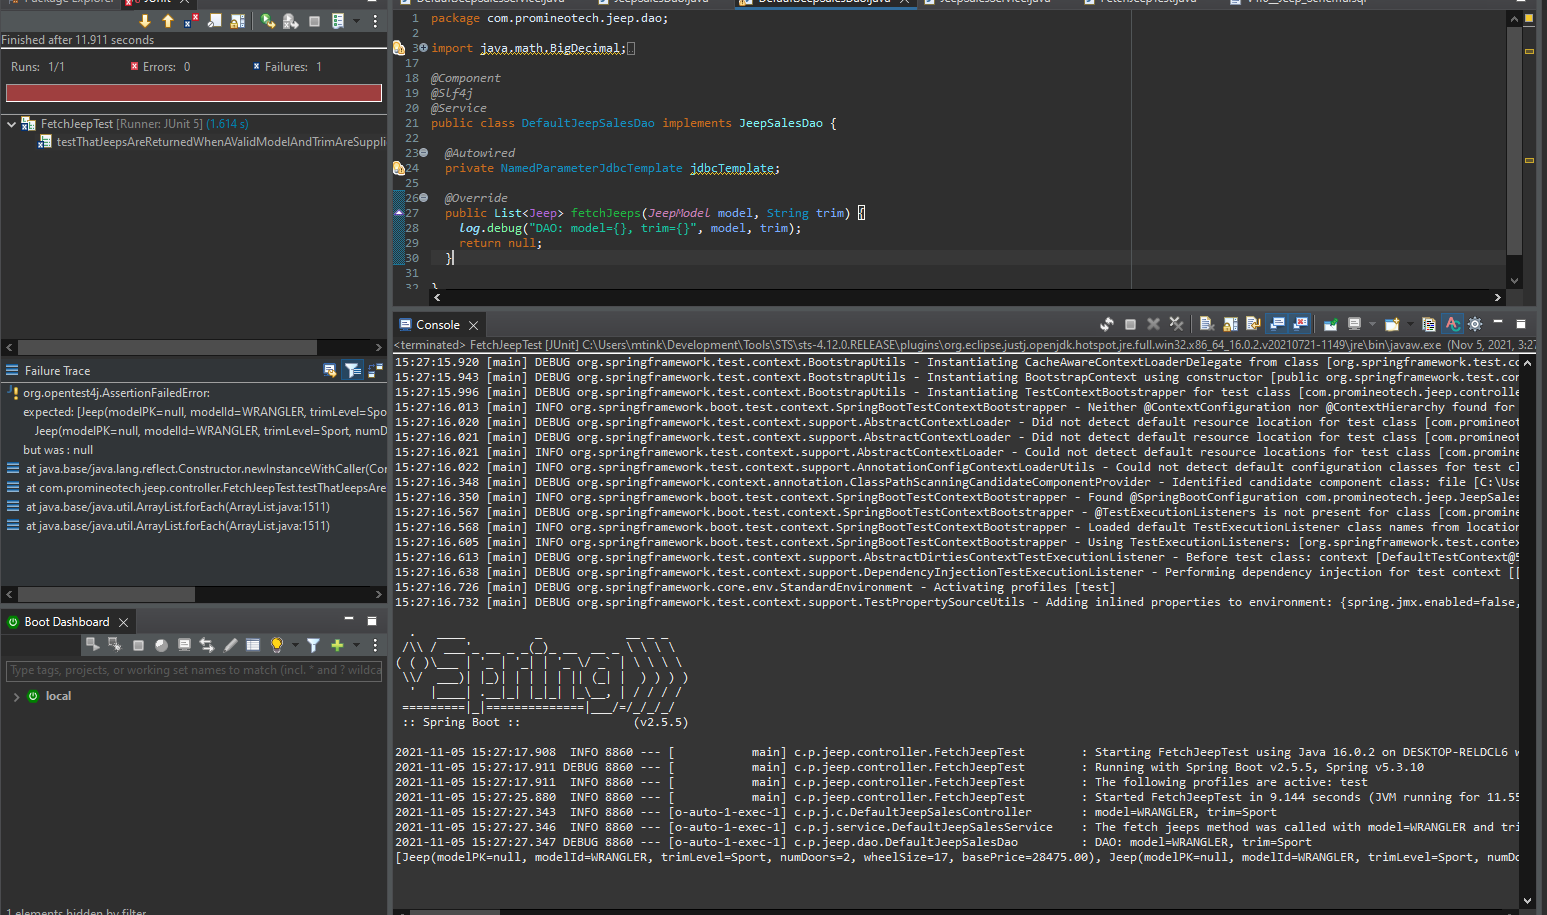 Package Explorer
JUnit
Finished after 11.911 seconds
Runs: 1/1
Errors: 0
Failures: 1
FetchJeepTest [Runner: JUnit 5] (1.614 s)
testThatJeepsAreReturnedWhenAValidModelAndTrimAreSuppli
Failure Trace
org.opentest4j.AssertionFailedError:
expected: [Jeep(modelPK=null, modelId=WRANGLER, trimLevel=Spo
Jeep(modelPK=null, modelId=WRANGLER, trimLevel=Sport, numD
but was : null
at java.base/java.lang.reflect.Constructor.newInstanceWithCaller(Cor
at com.promineotech.jeep.controller.FetchJeepTest.testThatJeepsAre
at java.base/java.util.ArrayList.forEach(ArrayList.java:1511)
at java.base/java.util.ArrayList.forEach(ArrayList.java:1511)
Boot Dashboard
Type tags, projects, or working set names to match (incl. * and ? wildca
local
1 elements hidden by filter
1 package com.promineotech.jeep.dao;
2
3 import java.math.BigDecimal;
17
18 @Component
19 @Slf4j
20 @Service
21 public class DefaultJeepSalesDao implements JeepSalesDao {
22
23 @Autowired
24 private NamedParameterJdbcTemplate jdbcTemplate;
25
26 @Override
27 public List<Jeep> fetchJeeps(JeepModel model, String trim) {
28 log.debug("DAO: model={}, trim={}", model, trim);
29 return null;
30 }
31
32 }
Console
<terminated> FetchJeepTest [JUnit] C:\Users\mtink\Development\Tools\STS\sts-4.12.0.RELEASE\plugins\org.eclipse.justj.openjdk.hotspot.jre.full.win32.x86_64_16.0.2.v20210721-1149\jre\bin\javaw.exe (Nov 5, 2021, 3:27
15:27:15.920 [main] DEBUG org.springframework.test.context.BootstrapUtils - Instantiating CacheAwareContextLoaderDelegate from class [org.springframework.test.co
15:27:15.943 [main] DEBUG org.springframework.test.context.BootstrapUtils - Instantiating BootstrapContext using constructor [public org.springframework.test.con
15:27:15.996 [main] DEBUG org.springframework.test.context.BootstrapUtils - Instantiating TestContextBootstrapper for test class [com.promineotech.jeep.controlle
15:27:16.013 [main] INFO org.springframework.boot.test.context.SpringBootTestContextBootstrapper - Neither @ContextConfiguration nor @ContextHierarchy found for
15:27:16.020 [main] DEBUG org.springframework.test.context.support.AbstractContextLoader - Did not detect default resource location for test class [com.promineot
15:27:16.021 [main] DEBUG org.springframework.test.context.support.AbstractContextLoader - Did not detect default resource location for test class [com.promineot
15:27:16.021 [main] INFO org.springframework.test.context.support.AbstractContextLoader - Could not detect default resource locations for test class [com.promine
15:27:16.022 [main] INFO org.springframework.test.context.support.AnnotationConfigContextLoaderUtils - Could not detect default configuration classes for test cl
15:27:16.348 [main] DEBUG org.springframework.context.annotation.ClassPathScanningCandidateComponentProvider - Identified candidate component class: file [C:\Use
15:27:16.350 [main] INFO org.springframework.boot.test.context.SpringBootTestContextBootstrapper - Found @SpringBootConfiguration com.promineotech.jeep.JeepSales
15:27:16.567 [main] DEBUG org.springframework.boot.test.context.SpringBootTestContextBootstrapper - @TestExecutionListeners is not present for class [com.promine
15:27:16.568 [main] INFO org.springframework.boot.test.context.SpringBootTestContextBootstrapper - Loaded default TestExecutionListener class names from location
15:27:16.605 [main] INFO org.springframework.boot.test.context.SpringBootTestContextBootstrapper - Using TestExecutionListeners: [org.springframework.test.contex
15:27:16.613 [main] DEBUG org.springframework.test.context.support.AbstractDirtiesContextTestExecutionListener - Before test class: context [DefaultTestContext@5
15:27:16.638 [main] DEBUG org.springframework.test.context.support.DependencyInjectionTestExecutionListener - Performing dependency injection for test context [[
15:27:16.726 [main] DEBUG org.springframework.core.env.StandardEnvironment - Activating profiles [test]
15:27:16.732 [main] DEBUG org.springframework.test.context.support.TestPropertySourceUtils - Adding inlined properties to environment: {spring.jmx.enabled=false,
:: Spring Boot :: (v2.5.5)
2021-11-05 15:27:17.908 INFO 8860 --- [ main] c.p.jeep.controller.FetchJeepTest : Starting FetchJeepTest using Java 16.0.2 on DESKTOP-RELDCL6 w
2021-11-05 15:27:17.911 DEBUG 8860 --- [ main] c.p.jeep.controller.FetchJeepTest : Running with Spring Boot v2.5.5, Spring v5.3.10
2021-11-05 15:27:17.911 INFO 8860 --- [ main] c.p.jeep.controller.FetchJeepTest : The following profiles are active: test
2021-11-05 15:27:25.880 INFO 8860 --- [ main] c.p.jeep.controller.FetchJeepTest : Started FetchJeepTest in 9.144 seconds (JVM running for 11.55
2021-11-05 15:27:27.343 INFO 8860 --- [o-auto-1-exec-1] c.p.j.c.DefaultJeepSalesController : model=WRANGLER, trim=Sport
2021-11-05 15:27:27.346 INFO 8860 --- [o-auto-1-exec-1] c.p.j.service.DefaultJeepSalesService : The fetch jeeps method was called with model=WRANGLER and tri
2021-11-05 15:27:27.347 DEBUG 8860 --- [o-auto-1-exec-1] c.p.jeep.dao.DefaultJeepSalesDao : DAO: model=WRANGLER, trim=Sport
[Jeep(modelPK=null, modelId=WRANGLER, trimLevel=Sport, numDoors=2, wheelSize=17, basePrice=28475.00), Jeep(modelPK=null, modelId=WRANGLER, trimLevel=Sport, numDo